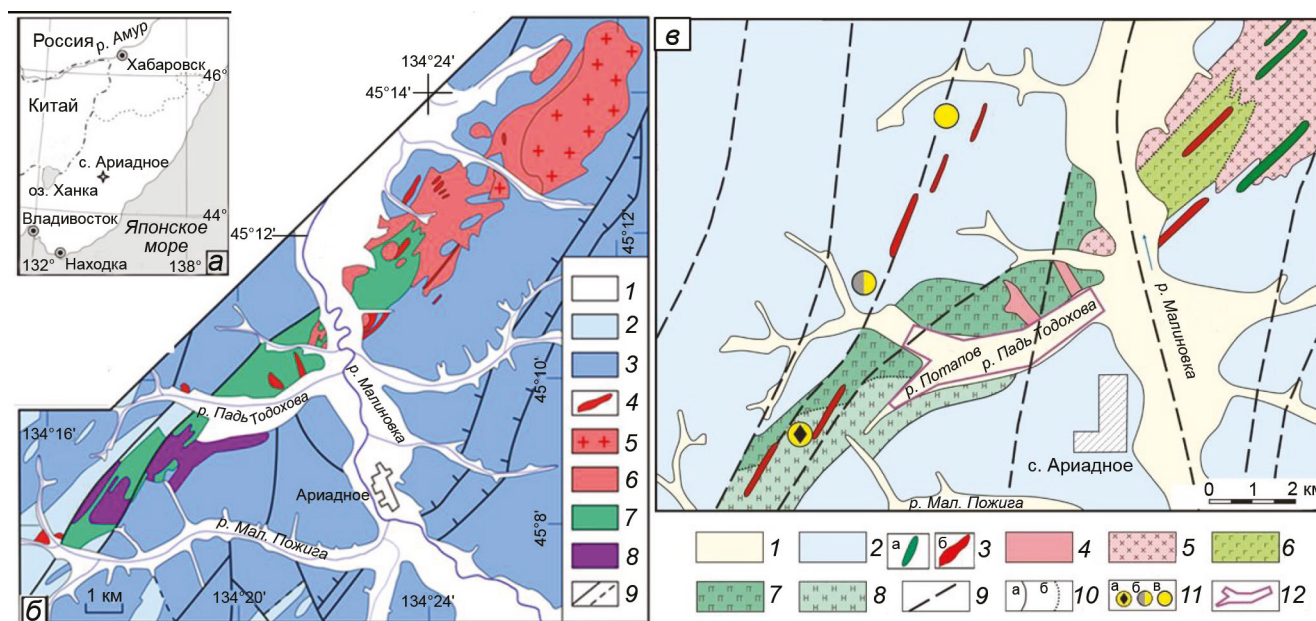 Россия
р. Амур
Хабаровск
46°
Китай
с. Ариадное
оз. Ханка
44°
Владивосток
Японское
море
132°
Находка
138°
а
134°24'
45°14'
45°12'
45°12'
45°10'
45°8'
134°16'
134°20'
134°24'
р. Малиновка
р. Падь Тодохова
Ариадное
р. Мал. Пожига
1 км
б
1
2
3
4
5
6
7
8
9
в
р. Малиновка
р. Потапов
р. Падь Тодохова
с. Ариадное
р. Мал. Пожига
0 1 2 км
1
2
а
б
3
4
5
6
7
8
9
а б
10
а б в
11
12